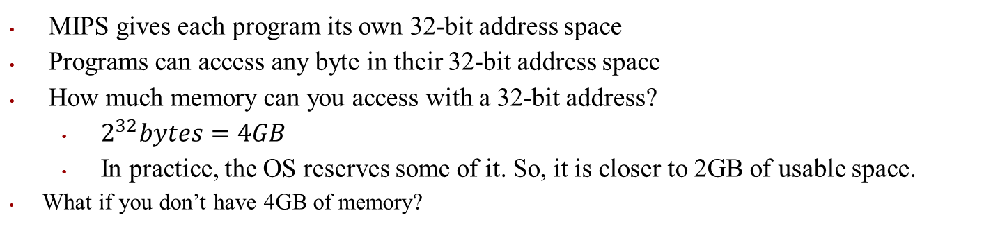 • MIPS gives each program its own 32-bit address space
• Programs can access any byte in their 32-bit address space
• How much memory can you access with a 32-bit address?
• 2³²bytes = 4GB
• In practice, the OS reserves some of it. So, it is closer to 2GB of usable space.
• What if you don’t have 4GB of memory?